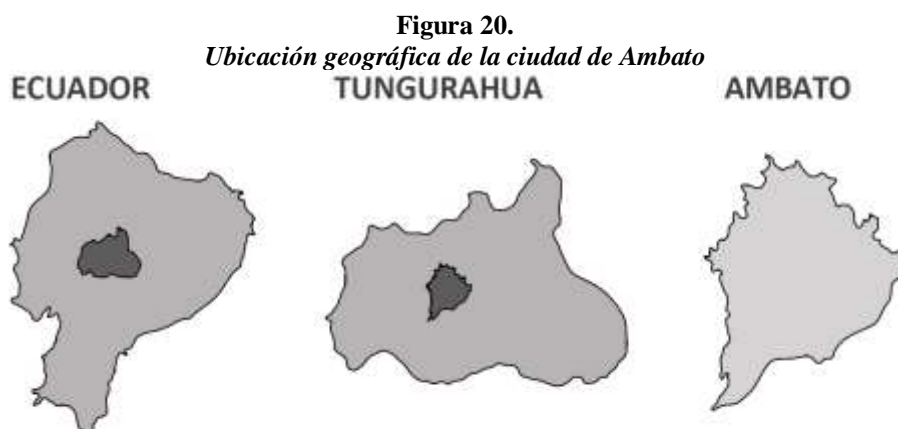 Figura 20.
Ubicación geográfica de la ciudad de Ambato
ECUADOR
TUNGURAHUA
AMBATO